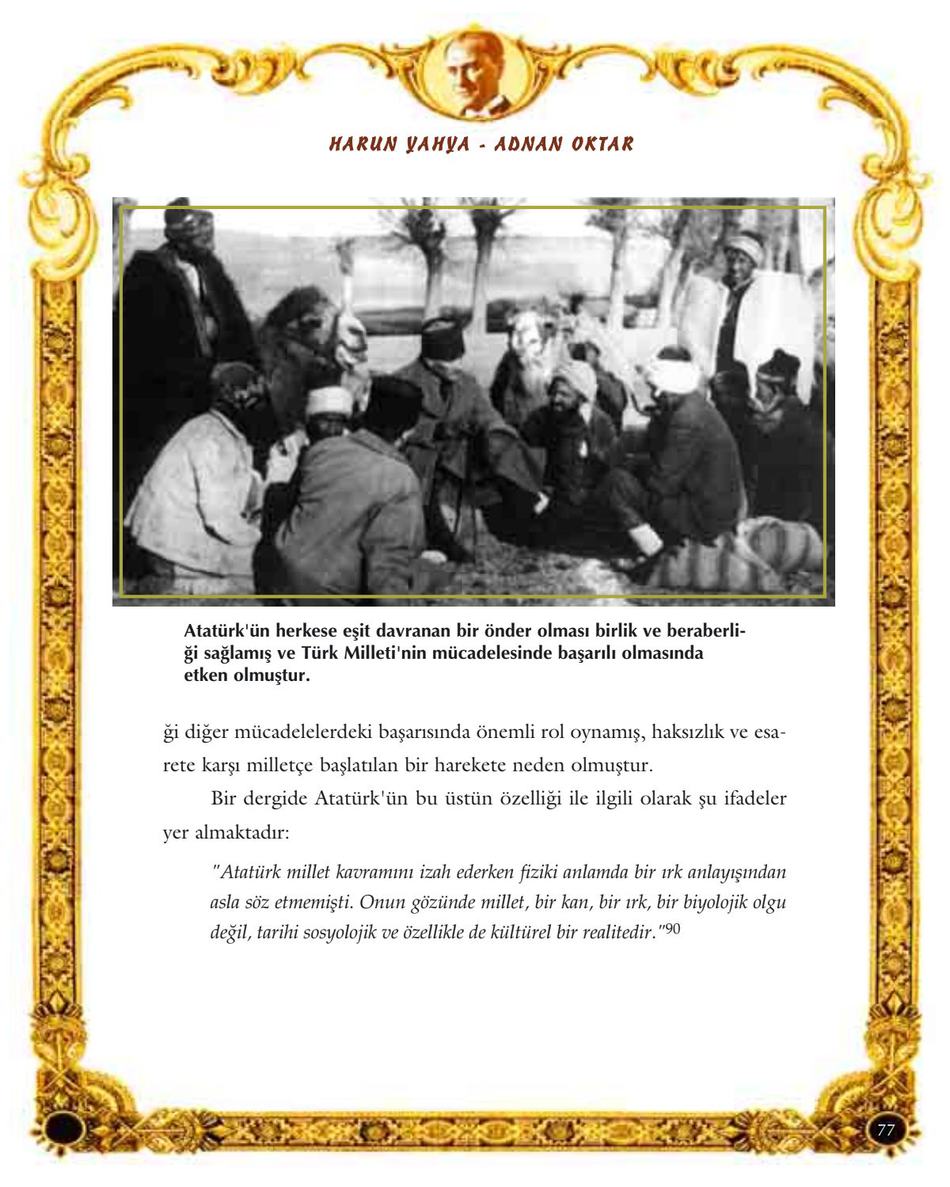 HARUN YAHYA - ADNAN OKTAR
Atatürk'ün herkese eşit davranan bir önder olması birlik ve beraberli-
ği sağlamış ve Türk Milleti'nin mücadelesinde başarılı olmasında
etken olmuştur.
ği diğer mücadelelerdeki başarısında önemli rol oynamış, haksızlık ve esa-
rete karşı milletçe başlatılan bir harekete neden olmuştur.
Bir dergide Atatürk'ün bu üstün özelliği ile ilgili olarak şu ifadeler
yer almaktadır:
"Atatürk millet kavramını izah ederken fiziki anlamda bir ırk anlayışından
asla söz etmemişti. Onun gözünde millet, bir kan, bir ırk, bir biyolojik olgu
değil, tarihi sosyolojik ve özellikle de kültürel bir realitedir."90
77